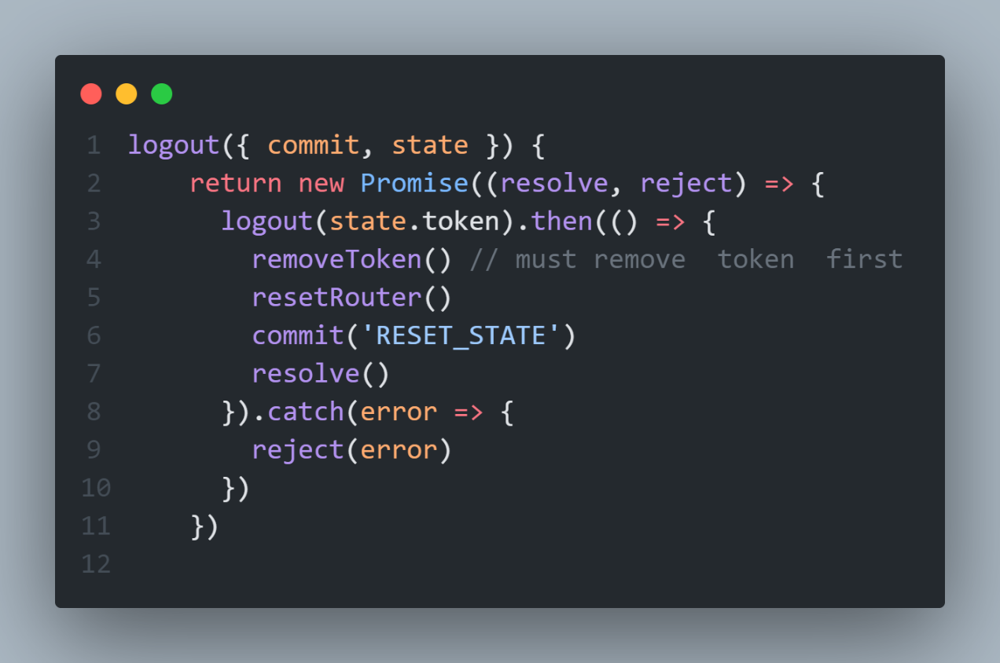 1 logout({ commit, state }) {
2     return new Promise((resolve, reject) => {
3       logout(state.token).then(() => {
4         removeToken() // must remove  token  first
5         resetRouter()
6         commit('RESET_STATE')
7         resolve()
8       }).catch(error => {
9         reject(error)
10       })
11     })
12